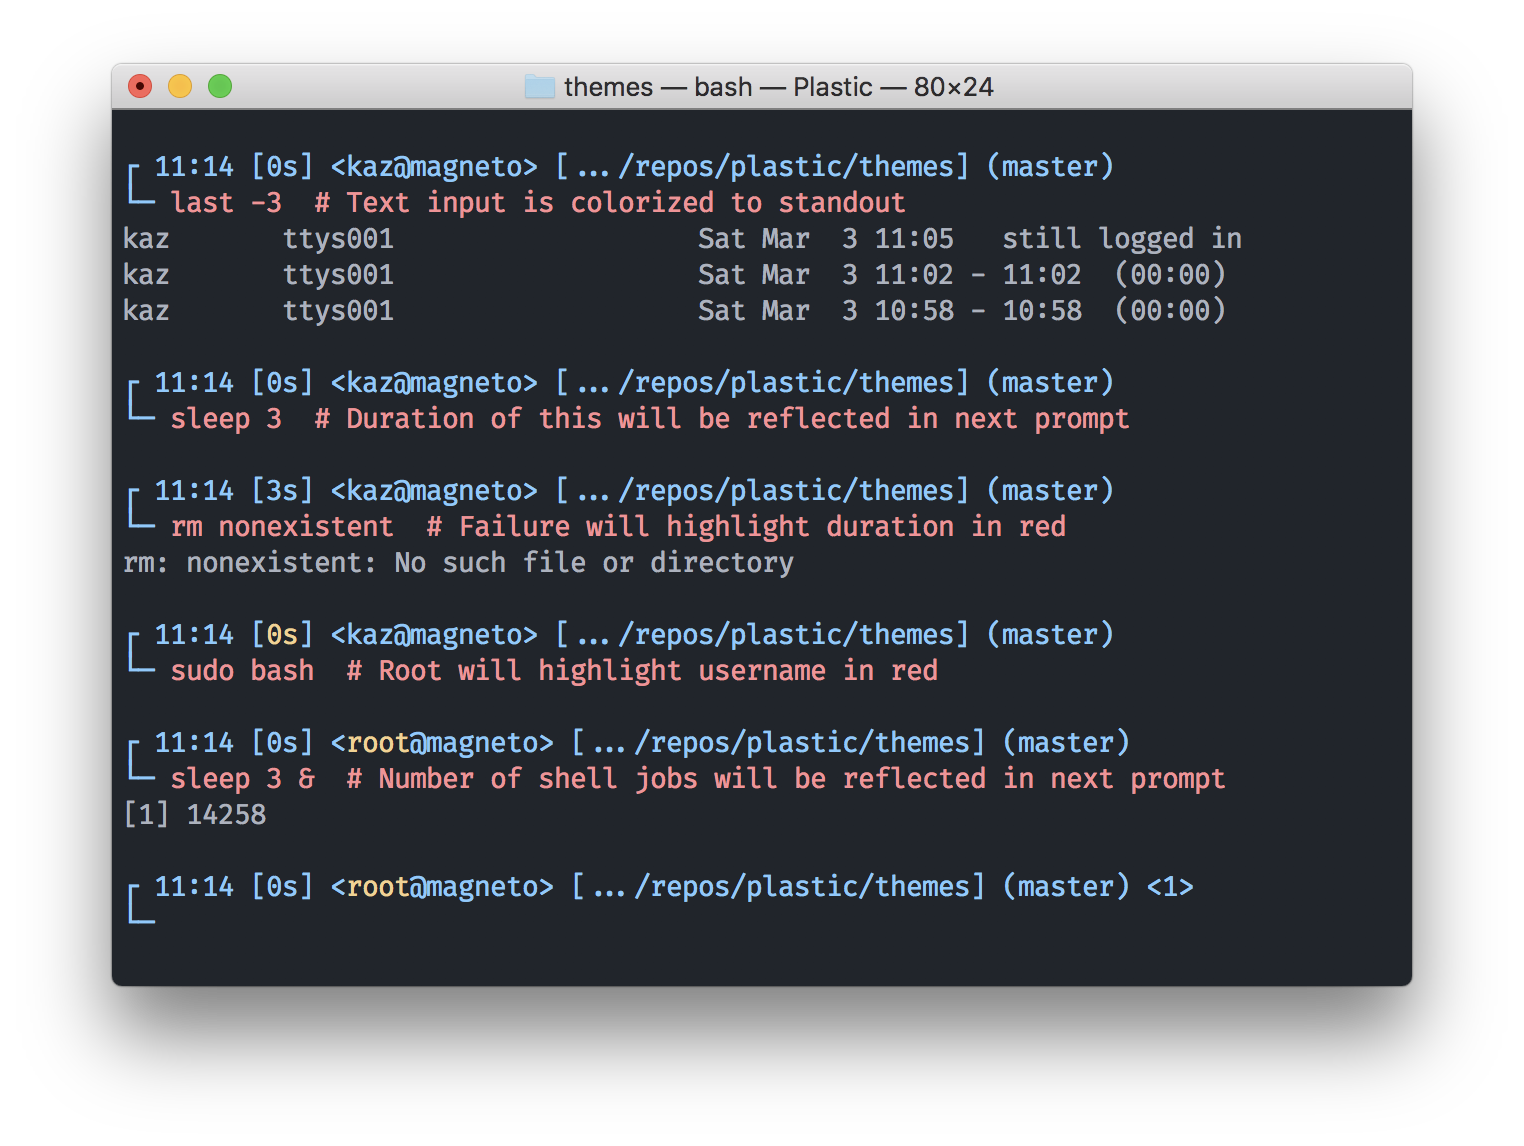 themes — bash — Plastic — 80×24
┌ 11:14 [0s] <kaz@magneto> [.../repos/plastic/themes] (master)
└─ last -3  # Text input is colorized to standout
kaz       ttys001                   Sat Mar  3 11:05   still logged in
kaz       ttys001                   Sat Mar  3 11:02 - 11:02  (00:00)
kaz       ttys001                   Sat Mar  3 10:58 - 10:58  (00:00)
┌ 11:14 [0s] <kaz@magneto> [.../repos/plastic/themes] (master)
└─ sleep 3  # Duration of this will be reflected in next prompt
┌ 11:14 [3s] <kaz@magneto> [.../repos/plastic/themes] (master)
└─ rm nonexistent  # Failure will highlight duration in red
rm: nonexistent: No such file or directory
┌ 11:14 [0s] <kaz@magneto> [.../repos/plastic/themes] (master)
└─ sudo bash  # Root will highlight username in red
┌ 11:14 [0s] <root@magneto> [.../repos/plastic/themes] (master)
└─ sleep 3 &  # Number of shell jobs will be reflected in next prompt
[1] 14258
┌ 11:14 [0s] <root@magneto> [.../repos/plastic/themes] (master) <1>
└─